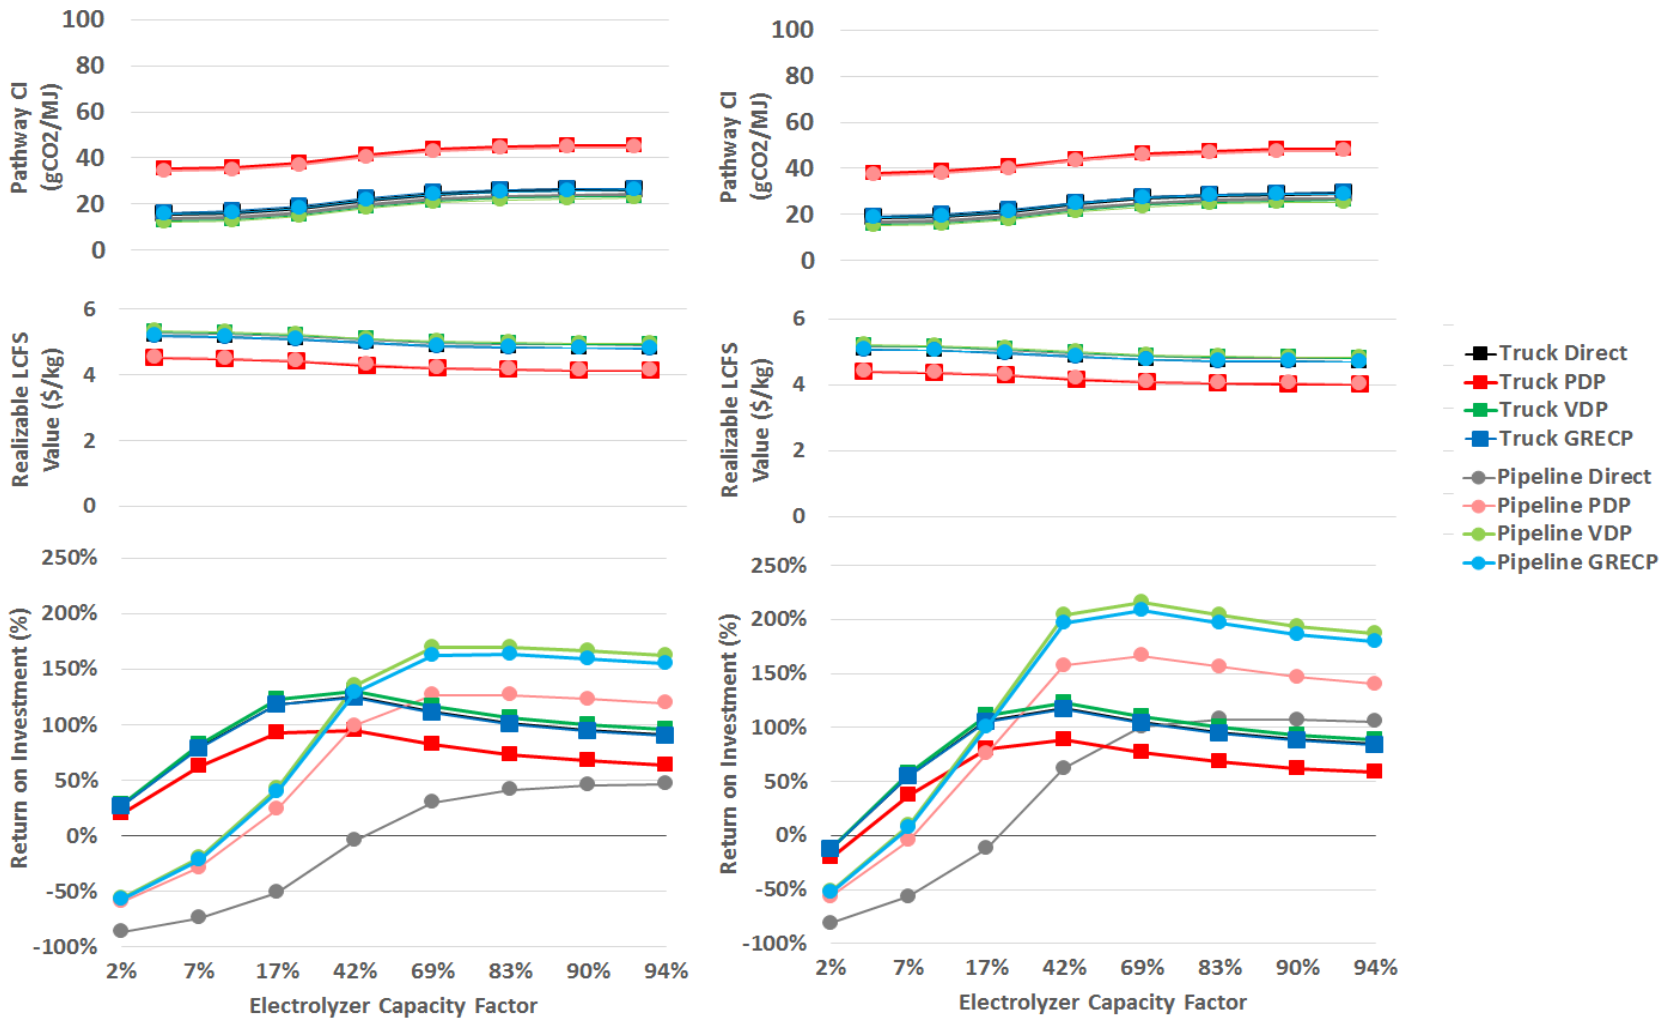 100
80
60
40
20
0
Pathway CI
(gCO2/MJ)
6
4
2
0
Realizable LCFS
Value ($/kg)
250%
200%
150%
100%
50%
0%
-50%
-100%
Return on Investment (%)
2% 7% 17% 42% 69% 83% 90% 94%
Electrolyzer Capacity Factor
100
80
60
40
20
0
Pathway CI
(gCO2/MJ)
6
4
2
0
Realizable LCFS
Value ($/kg)
250%
200%
150%
100%
50%
0%
-50%
-100%
Return on Investment (%)
2% 7% 17% 42% 69% 83% 90% 94%
Electrolyzer Capacity Factor
Truck Direct
Truck PDP
Truck VDP
Truck GRECP
Pipeline Direct
Pipeline PDP
Pipeline VDP
Pipeline GRECP